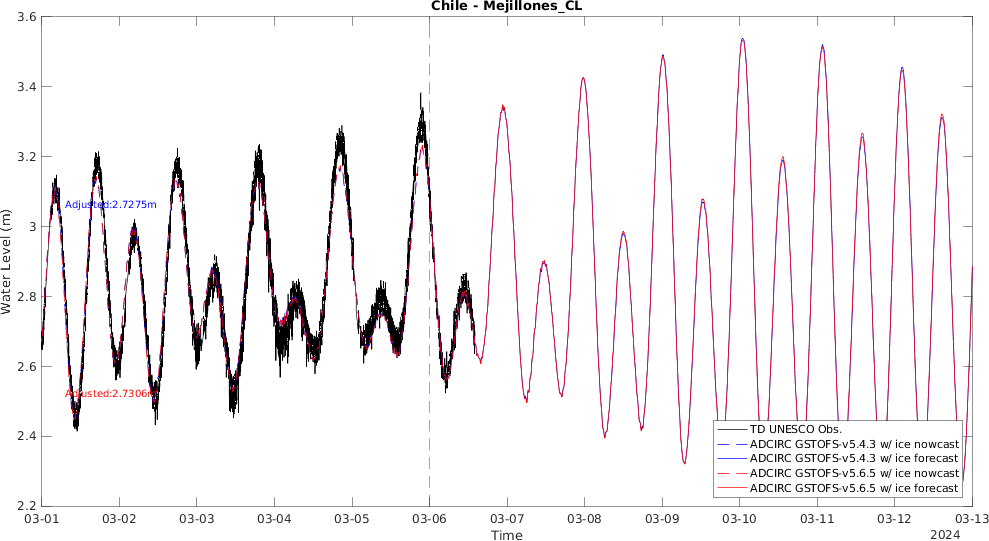 Chile - Mejillones_CL
3.6
3.4
3.2
3
2.8
2.6
2.4
2.2
Water Level (m)
Adjusted:2.7275m
Adjusted:2.7306m
TD UNESCO Obs.
ADCIRC GSTOFS-v5.4.3 w/ ice nowcast
ADCIRC GSTOFS-v5.4.3 w/ ice forecast
ADCIRC GSTOFS-v5.6.5 w/ ice nowcast
ADCIRC GSTOFS-v5.6.5 w/ ice forecast
03-01 03-02 03-03 03-04 03-05 03-06 03-07 03-08 03-09 03-10 03-11 03-12 03-13
Time
2024